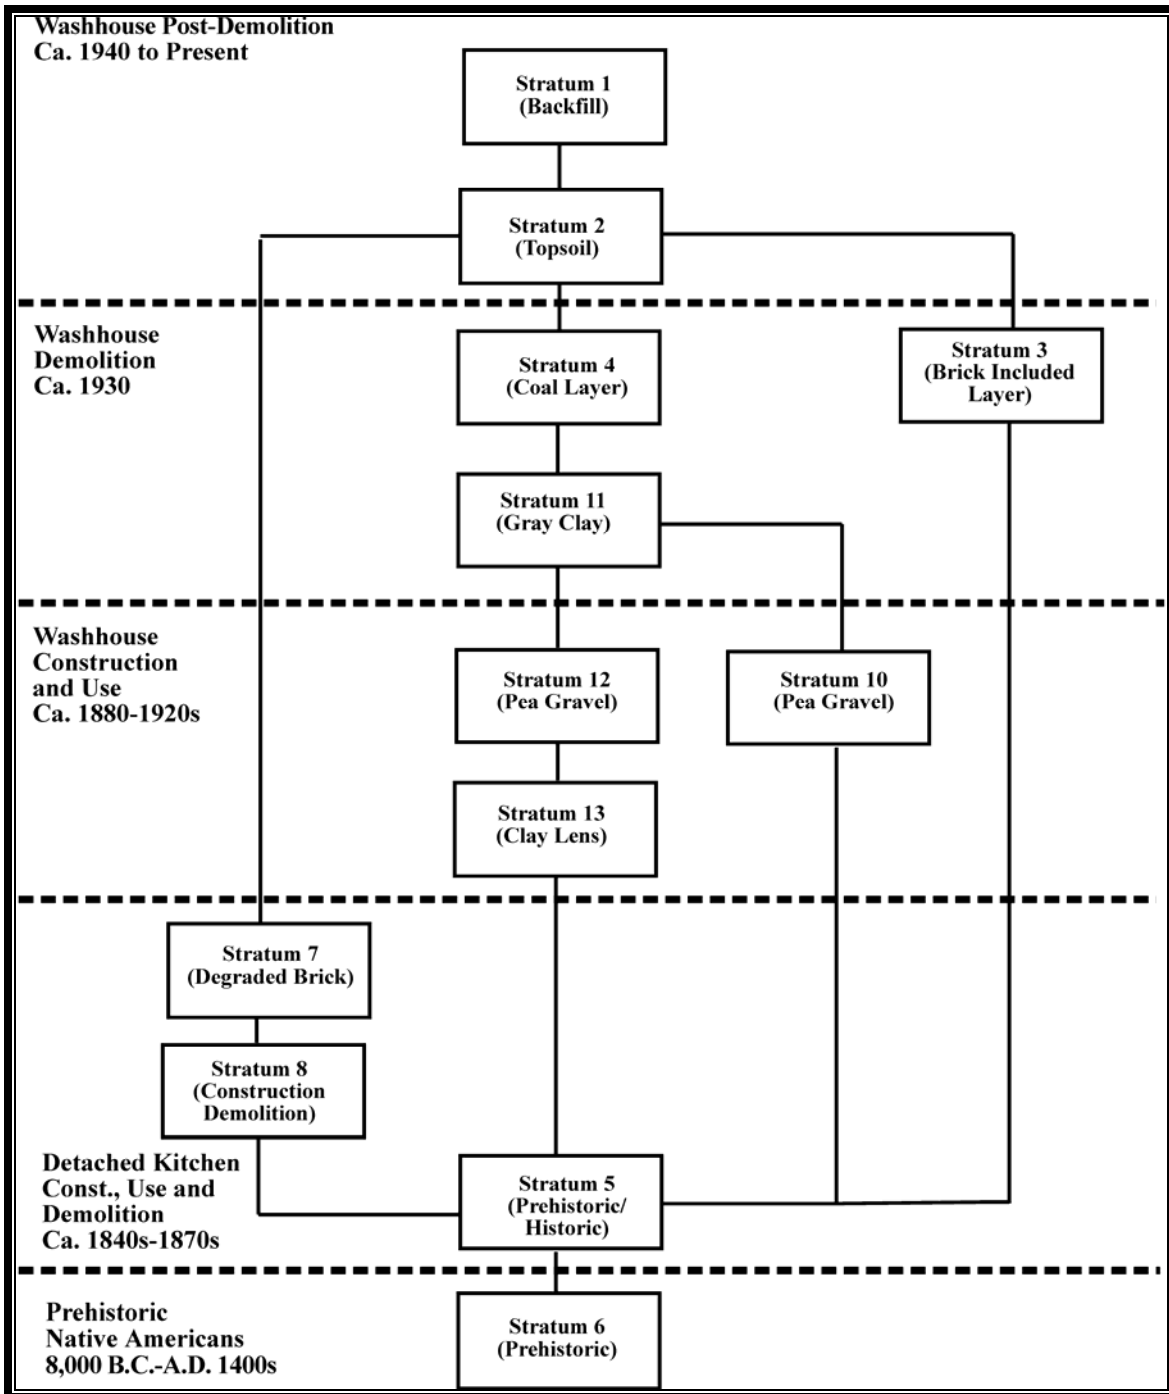 Washhouse Post-Demolition
Ca. 1940 to Present
Stratum 1
(Backfill)
Stratum 2
(Topsoil)
Washhouse
Demolition
Ca. 1930
Stratum 4
(Coal Layer)
Stratum 3
(Brick Included
Layer)
Stratum 11
(Gray Clay)
Washhouse
Construction
and Use
Ca. 1880-1920s
Stratum 12
(Pea Gravel)
Stratum 10
(Pea Gravel)
Stratum 13
(Clay Lens)
Stratum 7
(Degraded Brick)
Stratum 8
(Construction
Demolition)
Detached Kitchen
Const., Use and
Demolition
Ca. 1840s-1870s
Stratum 5
(Prehistoric/
Historic)
Prehistoric
Native Americans
8,000 B.C.-A.D. 1400s
Stratum 6
(Prehistoric)